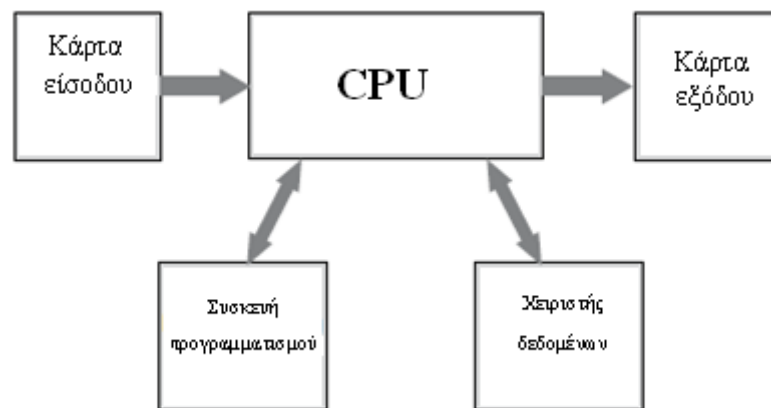 Κάρτα
είσοδου
CPU
Κάρτα
εξόδου
Συσκευή
προγραμματισμού
Χειριστής
δεδομένων